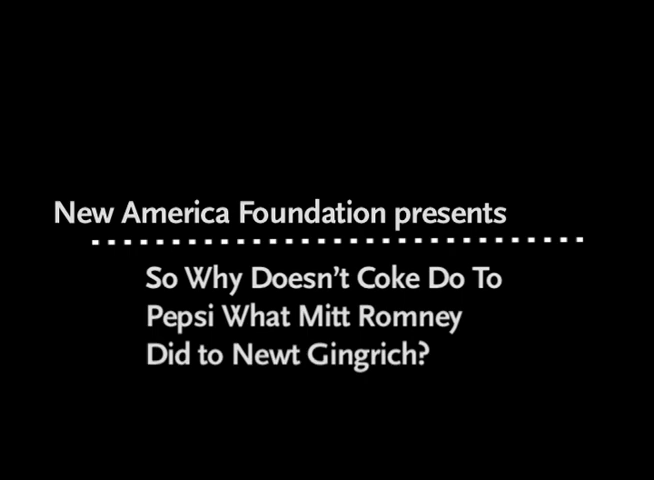 New America Foundation presents
So Why Doesn't Coke Do To
Pepsi What Mitt Romney
Did to Newt Gingrich?